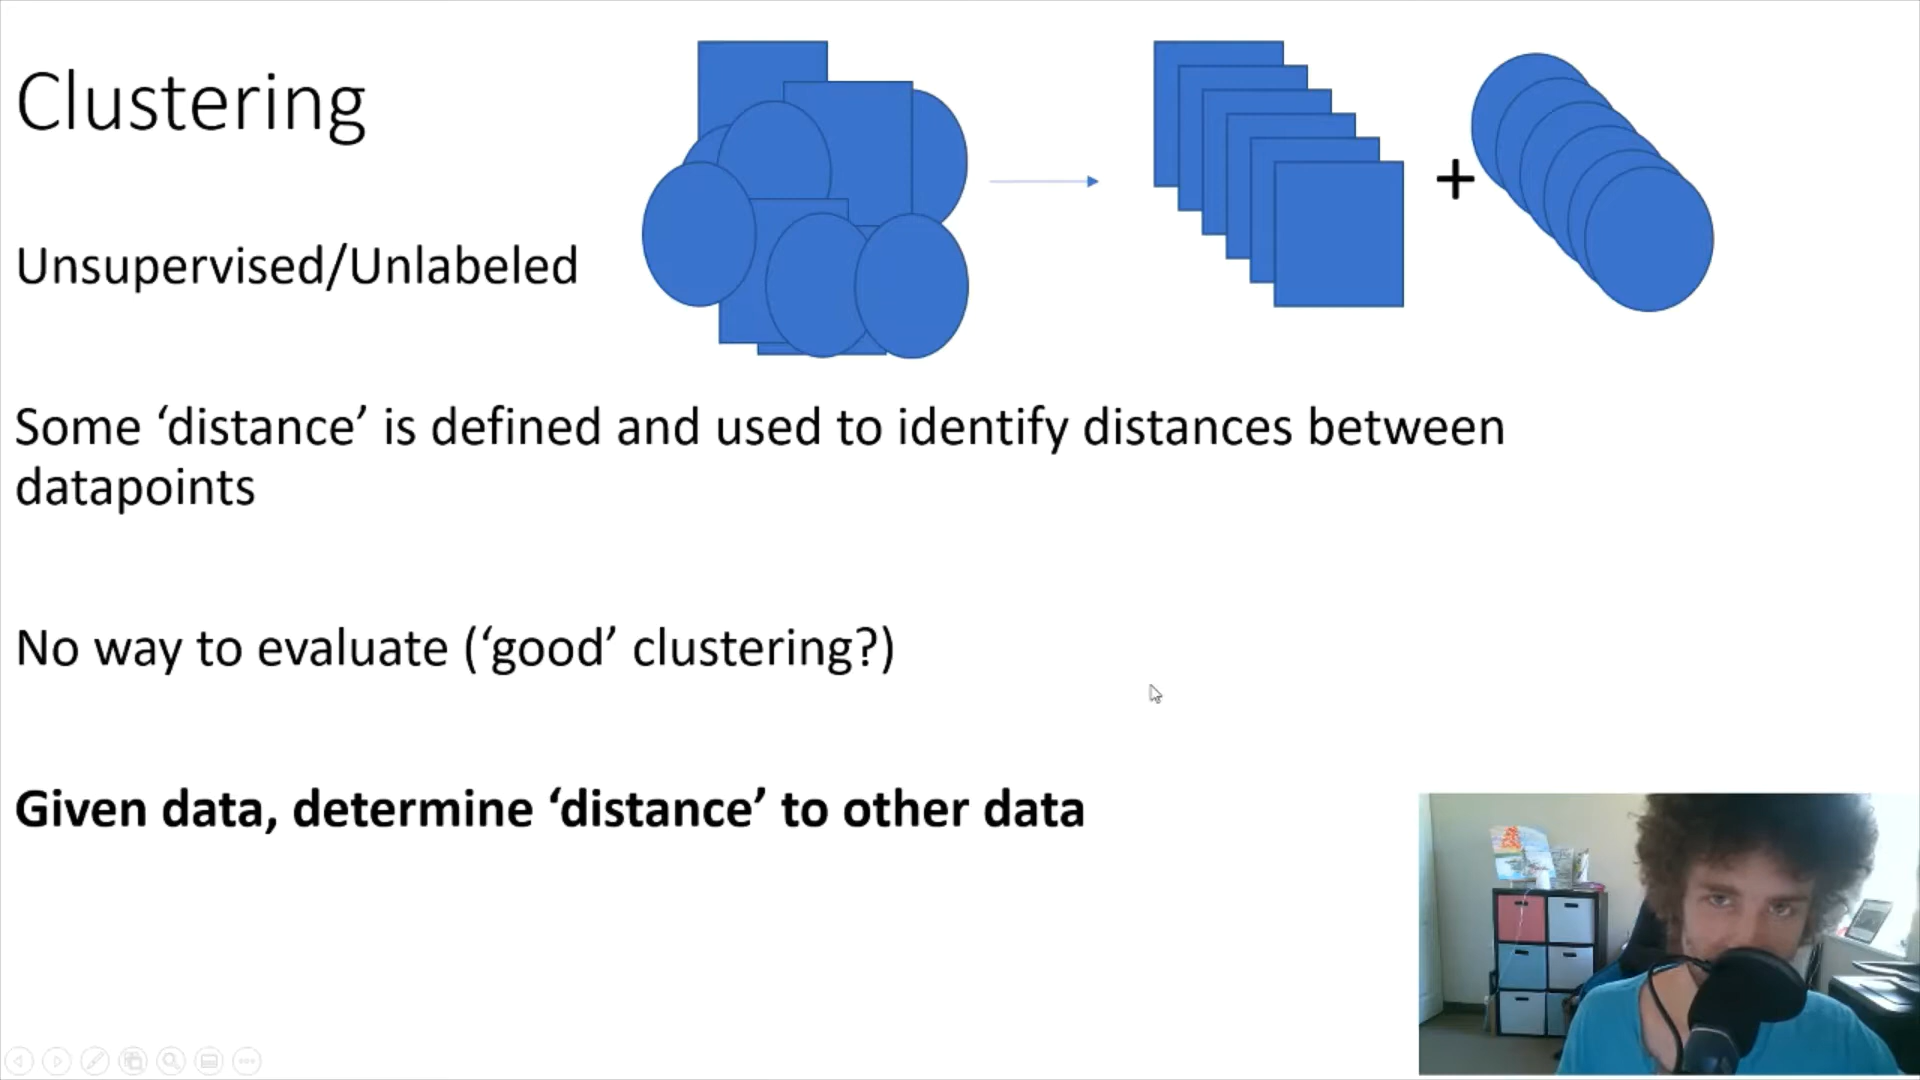 Clustering
+
Unsupervised/Unlabeled
Some ‘distance’ is defined and used to identify distances between
datapoints
No way to evaluate (‘good’ clustering?)
Given data, determine ‘distance’ to other data